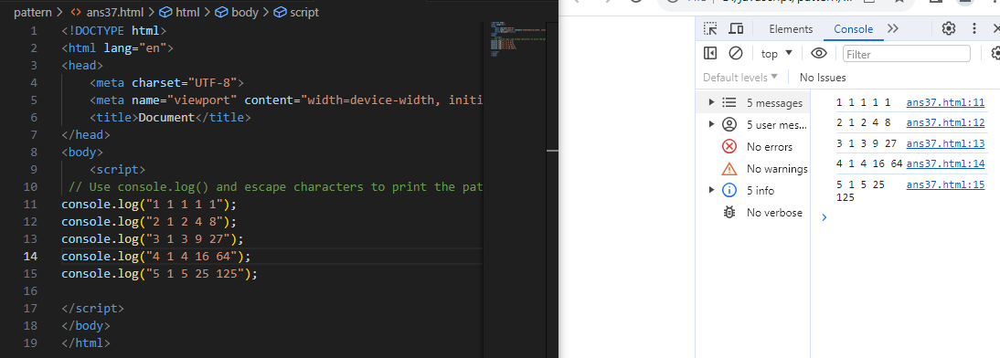 pattern > <> ans37.html > html > body > script
1 <!DOCTYPE html>
2 <html lang="en">
3 <head>
4 <meta charset="UTF-8">
5 <meta name="viewport" content="width=device-width, initi
6 <title>Document</title>
7 </head>
8 <body>
9 <script>
10 // Use console.log() and escape characters to print the pat
11 console.log("1 1 1 1 1");
12 console.log("2 1 2 4 8");
13 console.log("3 1 3 9 27");
14 console.log("4 1 4 16 64");
15 console.log("5 1 5 25 125");
16
17 </script>
18 </body>
19 </html>
Elements Console
top Filter
Default levels No Issues
5 messages
5 user mes...
No errors
No warnings
5 info
No verbose
1 1 1 1 1 ans37.html:11
2 1 2 4 8 ans37.html:12
3 1 3 9 27 ans37.html:13
4 1 4 16 64 ans37.html:14
5 1 5 25 ans37.html:15
125